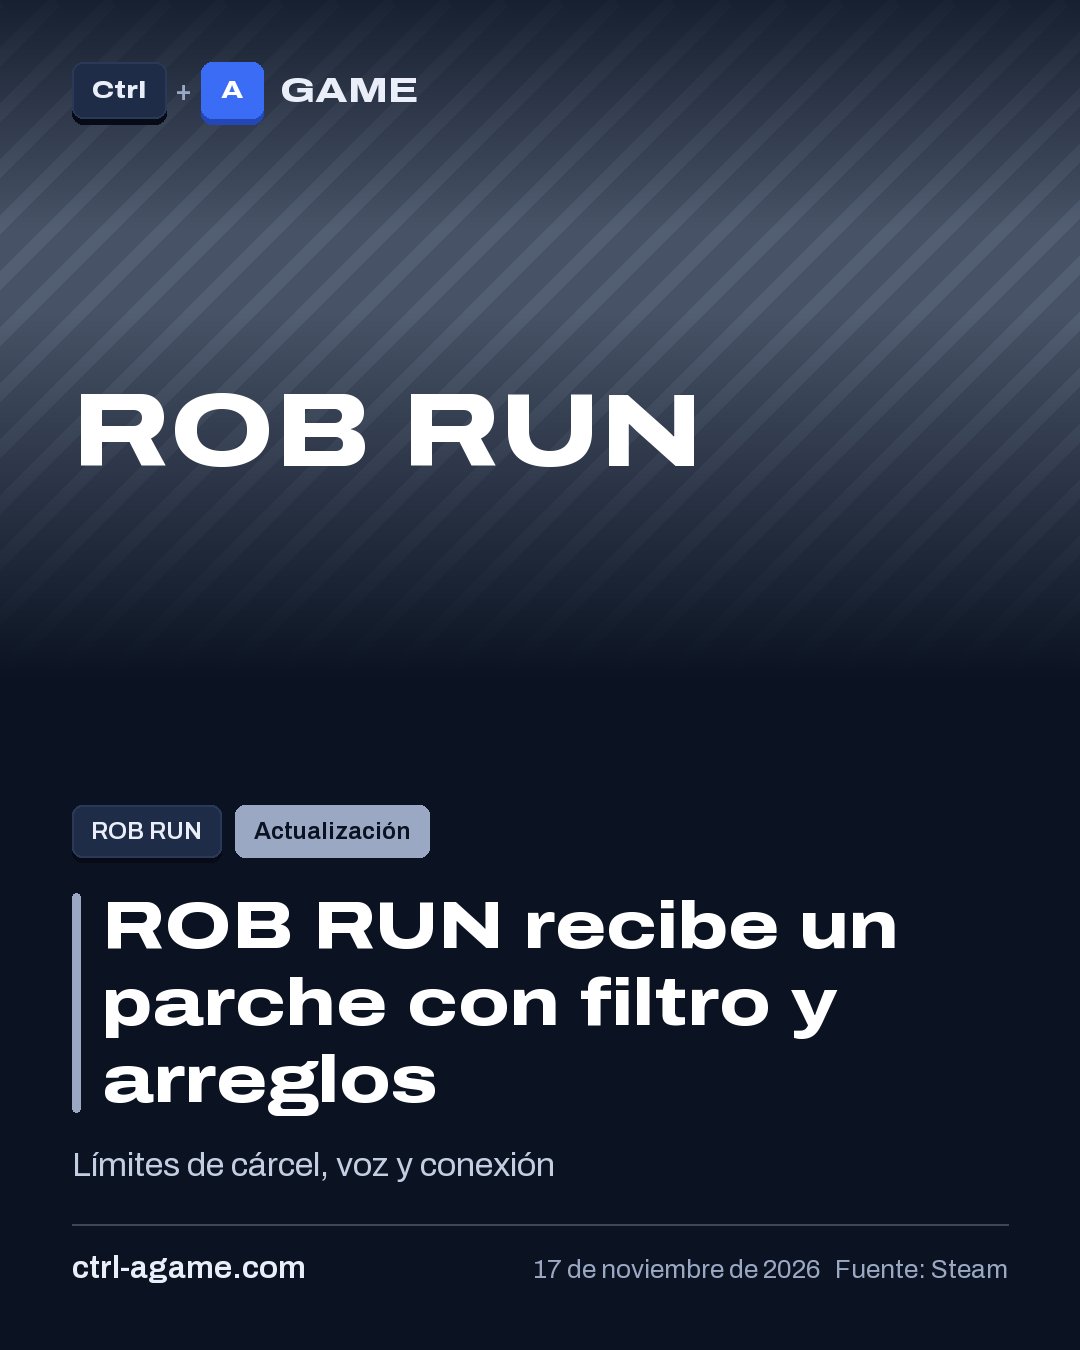 Ctrl + A GAME
ROB RUN
ROB RUN Actualización
ROB RUN recibe un
parche con filtro y
arreglos
Límites de cárcel, voz y conexión
ctrl-agame.com 17 de noviembre de 2026 Fuente: Steam